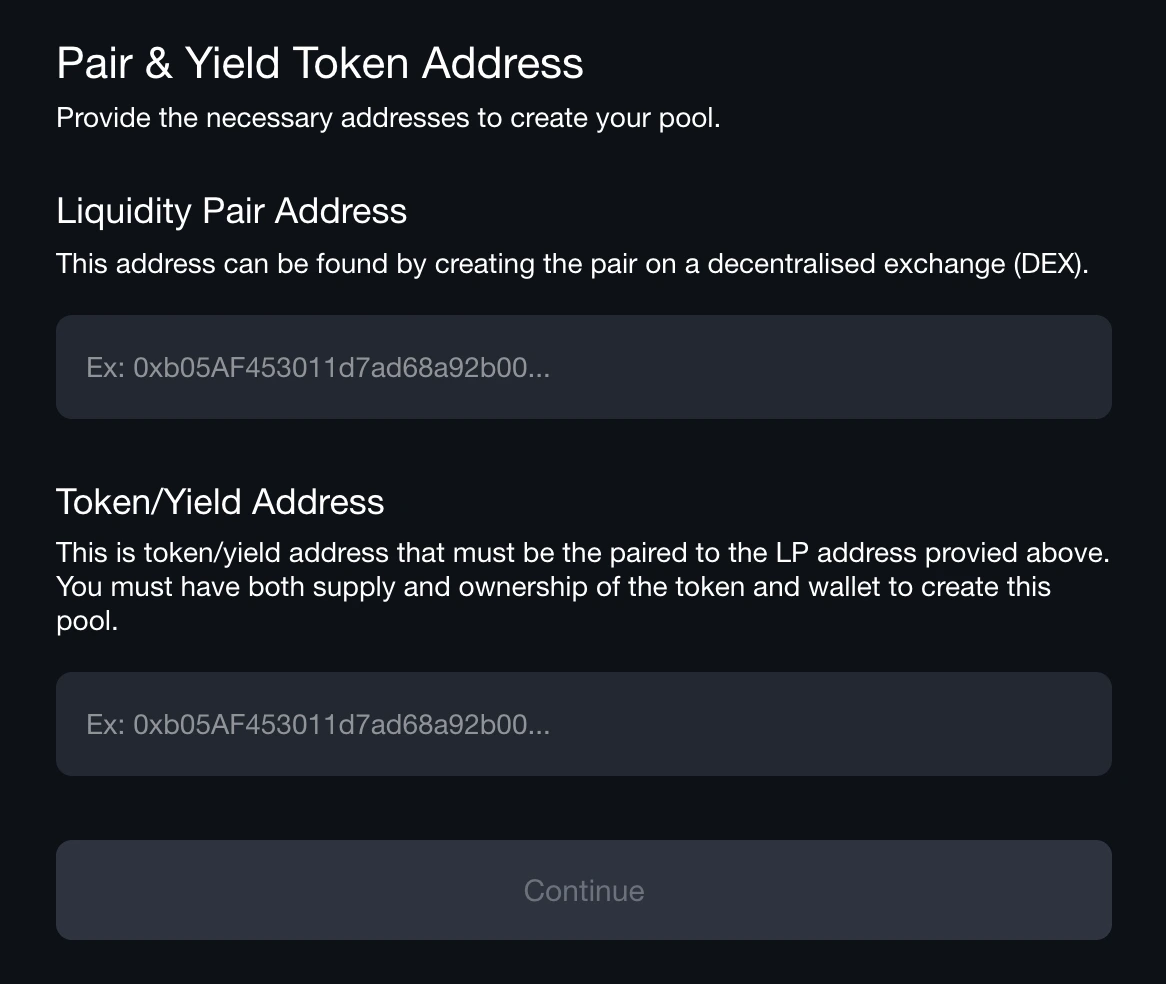 Pair & Yield Token Address
Provide the necessary addresses to create your pool.
Liquidity Pair Address
This address can be found by creating the pair on a decentralised exchange (DEX).
Ex: 0xb05AF453011d7ad68a92b00...
Token/Yield Address
This is token/yield address that must be the paired to the LP address provied above.
You must have both supply and ownership of the token and wallet to create this
pool.
Ex: 0xb05AF453011d7ad68a92b00...
Continue